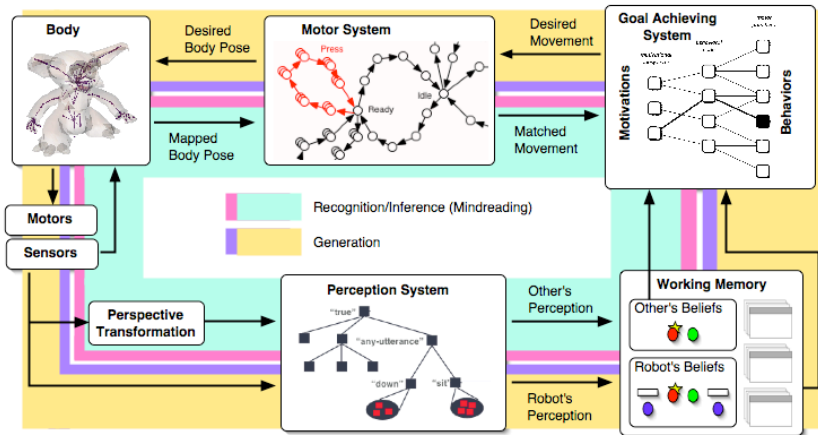 Body
Desired
Body Pose
Motor System
Press
Ready
Idle
Desired
Movement
Goal Achieving
System
Motivations
Behaviors
Mapped
Body Pose
Matched
Movement
Motors
Sensors
Recognition/Inference (Mindreading)
Generation
Perspective
Transformation
Perception System
"true"
"any-utterance"
"down"
"sit"
Other's
Perception
Robot's
Perception
Working Memory
Other's Beliefs
Robot's Beliefs